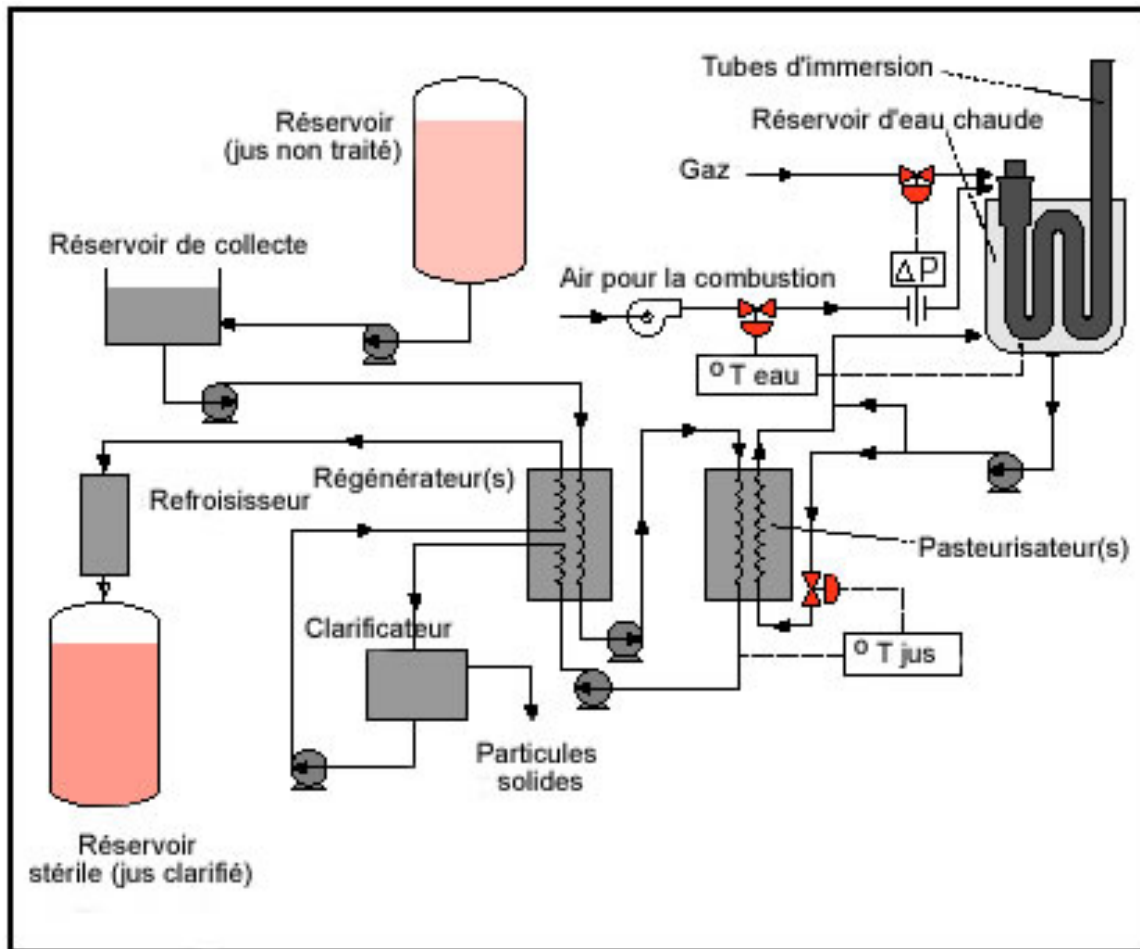 Tubes d'immersion
Réservoir
(jus non traité)
Réservoir d'eau chaude
Gaz
Réservoir de collecte
Δ P
Air pour la combustion
º T eau
Régénérateur(s)
Refroisisseur
Pasteurisateur(s)
Clarificateur
º T jus
Particules
solides
Réservoir
stérile (jus clarifié)